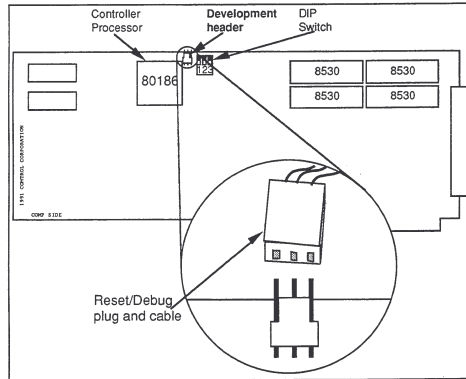 Controller
Processor
Development
header
DIP
Switch
80186
123
8530
8530
8530
8530
1991 CONTROL CORPORATION
COMP SIDE
Reset/Debug
plug and cable